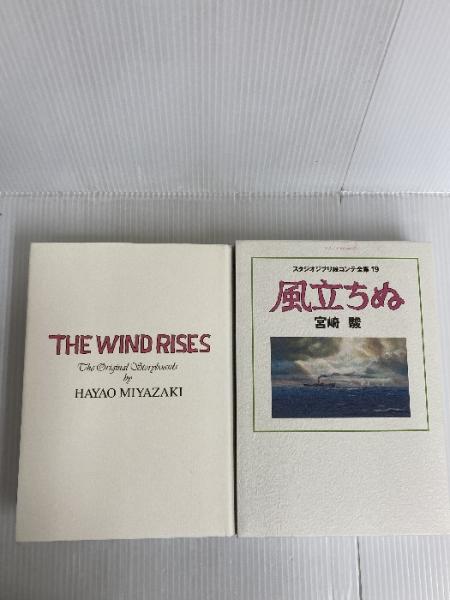 THE WIND RISES
The Original Storyboards
by
HAYAO MIYAZAKI
スタジオジブリ絵コンテ全集19
風立ちぬ
宮崎 駿